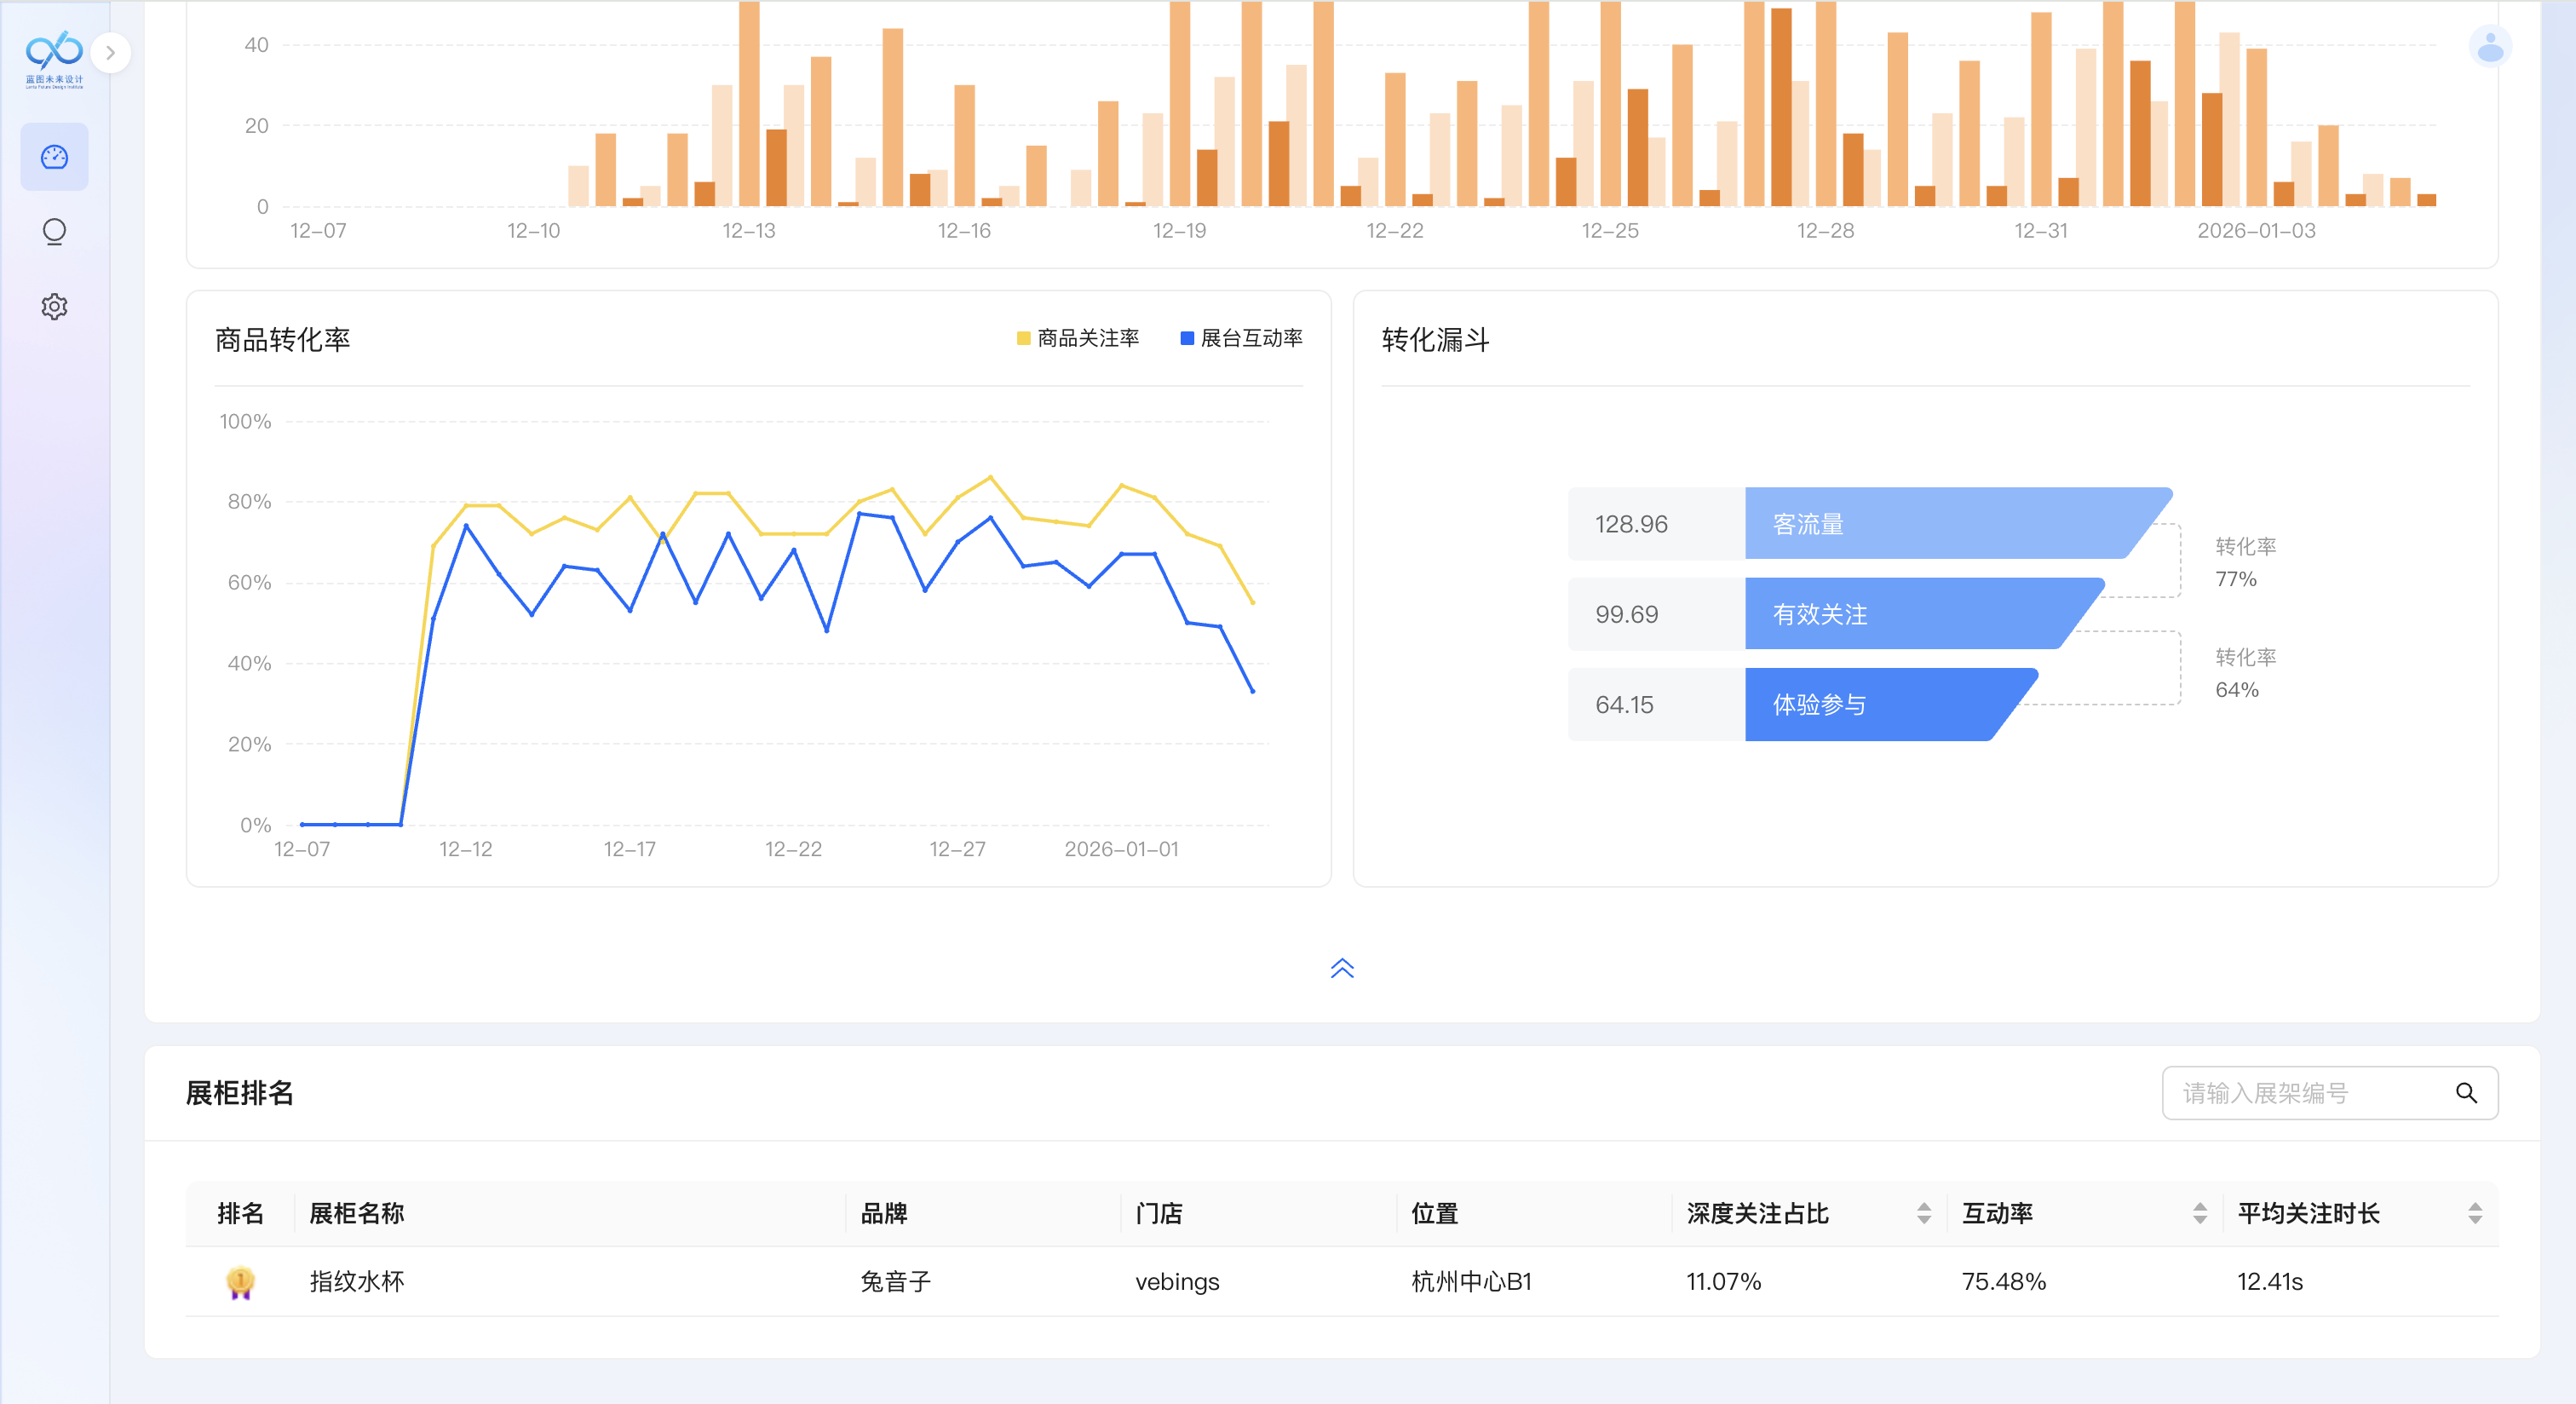 蓝图未来设计
40
20
0
12-07 12-10 12-13 12-16 12-19 12-22 12-25 12-28 12-31 2026-01-03
商品转化率 商品关注率 展台互动率
100%
80%
60%
40%
20%
0%
12-07 12-12 12-17 12-22 12-27 2026-01-01
转化漏斗
128.96 客流量
转化率
77%
99.69 有效关注
转化率
64%
64.15 体验参与
展柜排名 请输入展架编号
排名 展柜名称 品牌 门店 位置 深度关注占比 互动率 平均关注时长
1 指纹水杯 兔音子 vebings 杭州中心B1 11.07% 75.48% 12.41s